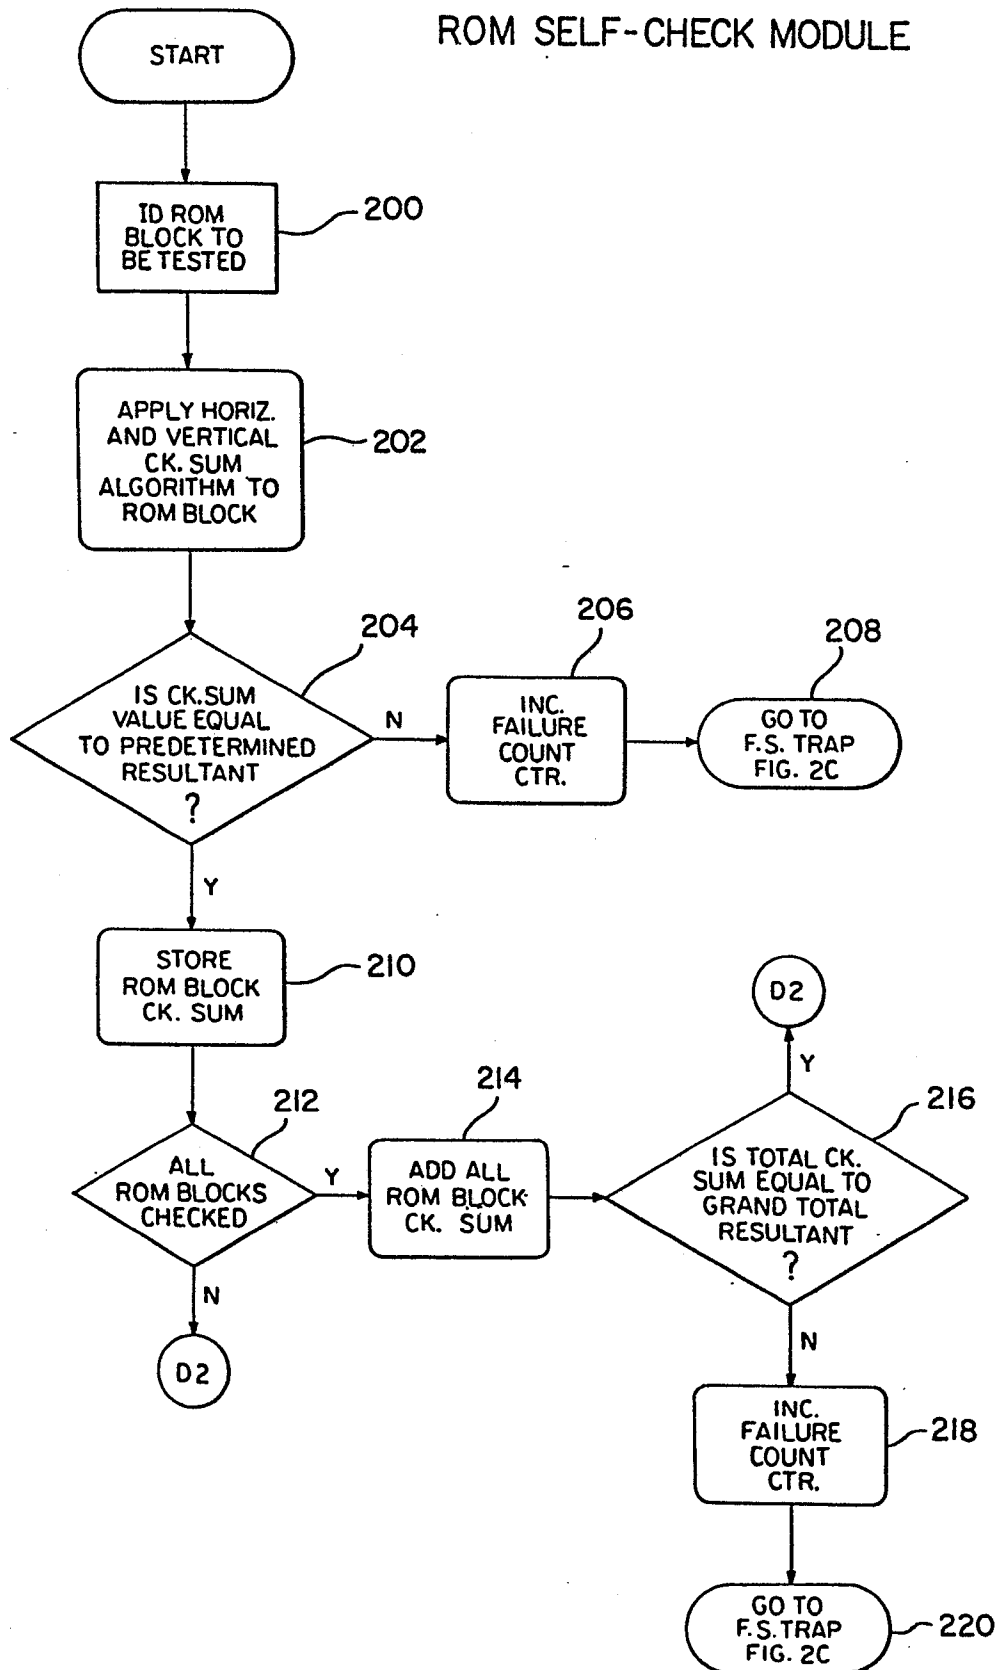 ROM SELF-CHECK MODULE
START
ID ROM
BLOCK TO
BE TESTED
200
APPLY HORIZ.
AND VERTICAL
CK. SUM
ALGORITHM TO
ROM BLOCK
202
204
IS CK.SUM
VALUE EQUAL
TO PREDETERMINED
RESULTANT
?
N
206
INC.
FAILURE
COUNT
CTR.
208
GO TO
F.S. TRAP
FIG. 2C
Y
STORE
ROM BLOCK
CK. SUM
210
212
ALL
ROM BLOCKS
CHECKED
Y
214
ADD ALL
ROM BLOCK
CK. SUM
D2
Y
216
IS TOTAL CK.
SUM EQUAL TO
GRAND TOTAL
RESULTANT
?
N
D2
N
INC.
FAILURE
COUNT
CTR.
218
GO TO
F.S. TRAP
FIG. 2C
220